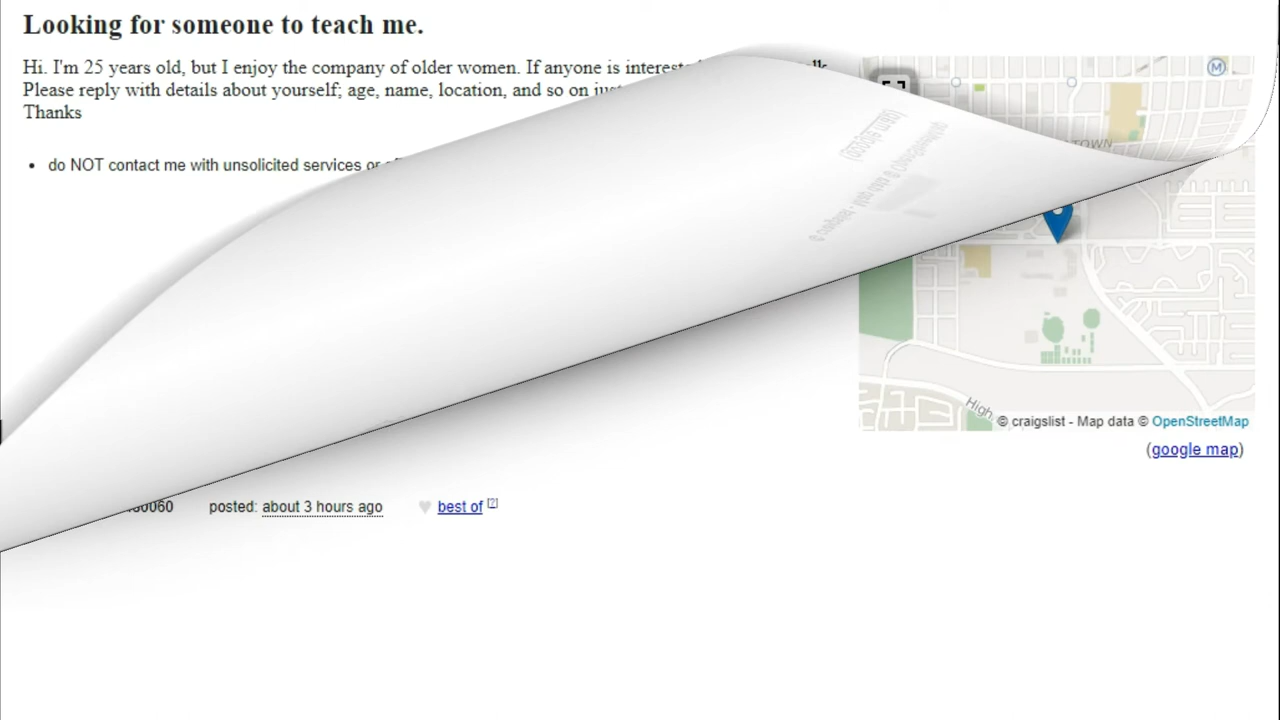 Looking for someone to teach me.
Hi. I'm 25 years old, but I enjoy the company of older women. If anyone is
Please reply with details about yourself; age, name, location, and so on
Thanks
• do NOT contact me with unsolicited services or
High
© craigslist - Map data © OpenStreetMap
(google map)
posted: about 3 hours ago
best of [?]